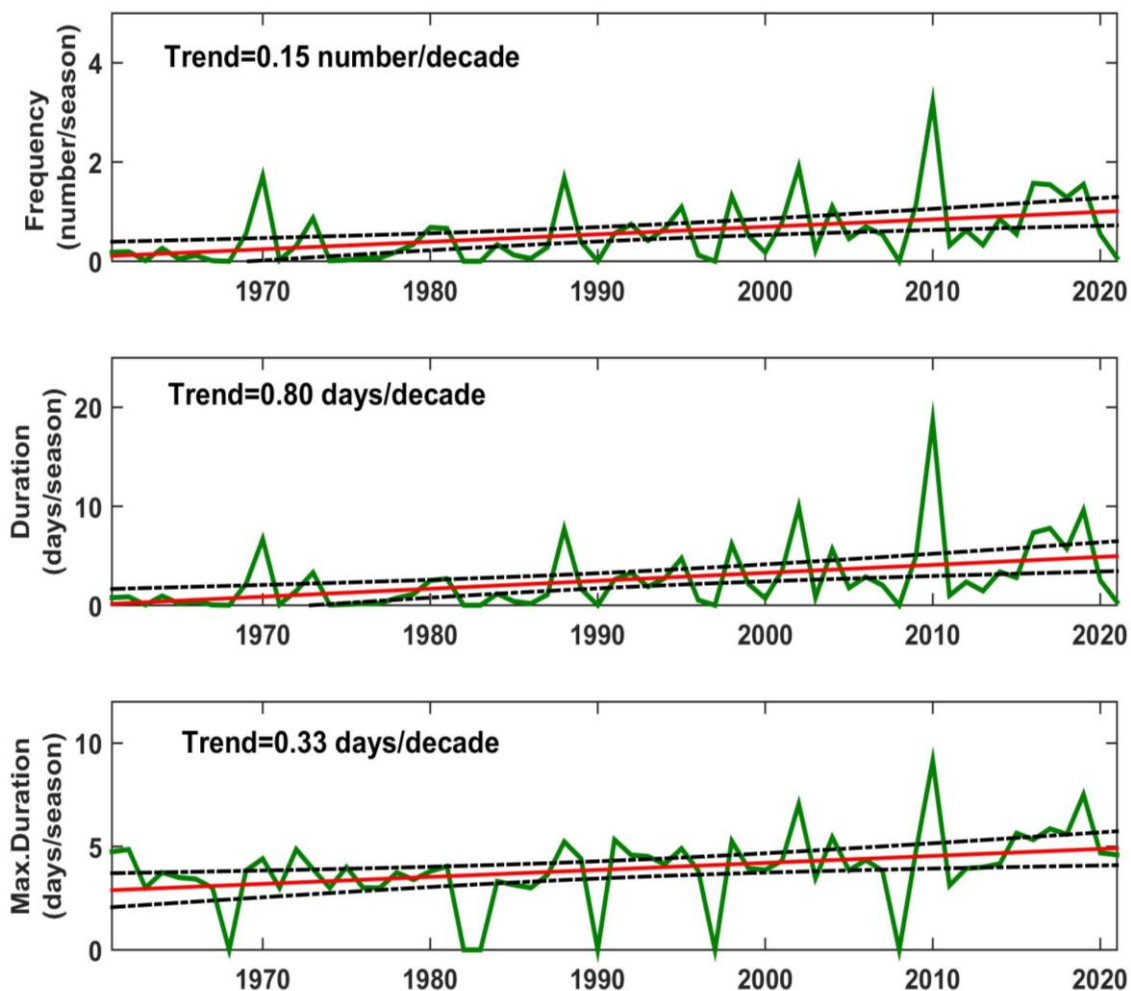 Trend=0.15 number/decade
Frequency
(number/season)
4
2
0
1970 1980 1990 2000 2010 2020
Trend=0.80 days/decade
Duration
(days/season)
20
10
0
1970 1980 1990 2000 2010 2020
Trend=0.33 days/decade
Max.Duration
(days/season)
10
5
0
1970 1980 1990 2000 2010 2020